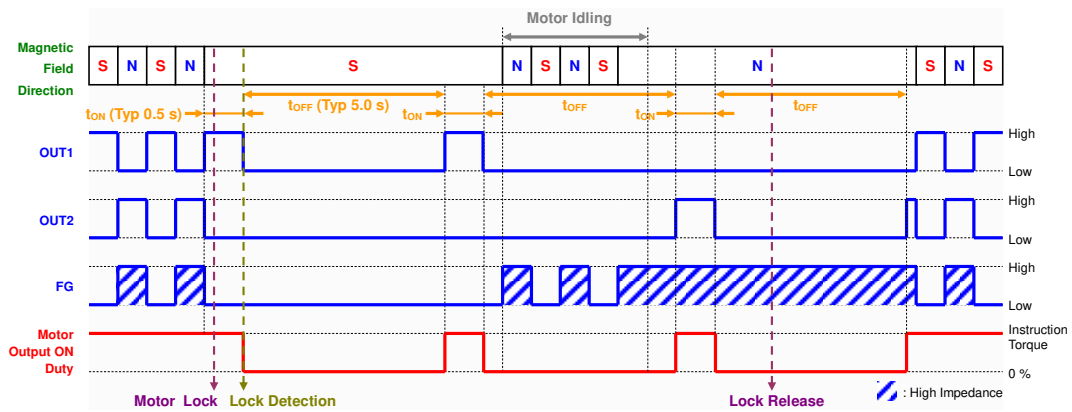 Motor Idling
Magnetic
Field
Direction
S N S N S N S N S N S N S
tON (Typ 0.5 s)
tOFF (Typ 5.0 s)
tON
tOFF
tON
tOFF
OUT1
High
Low
OUT2
High
Low
FG
High
Low
Motor
Output ON
Duty
Instruction
Torque
0 %
Motor Lock
Lock Detection
Lock Release
: High Impedance